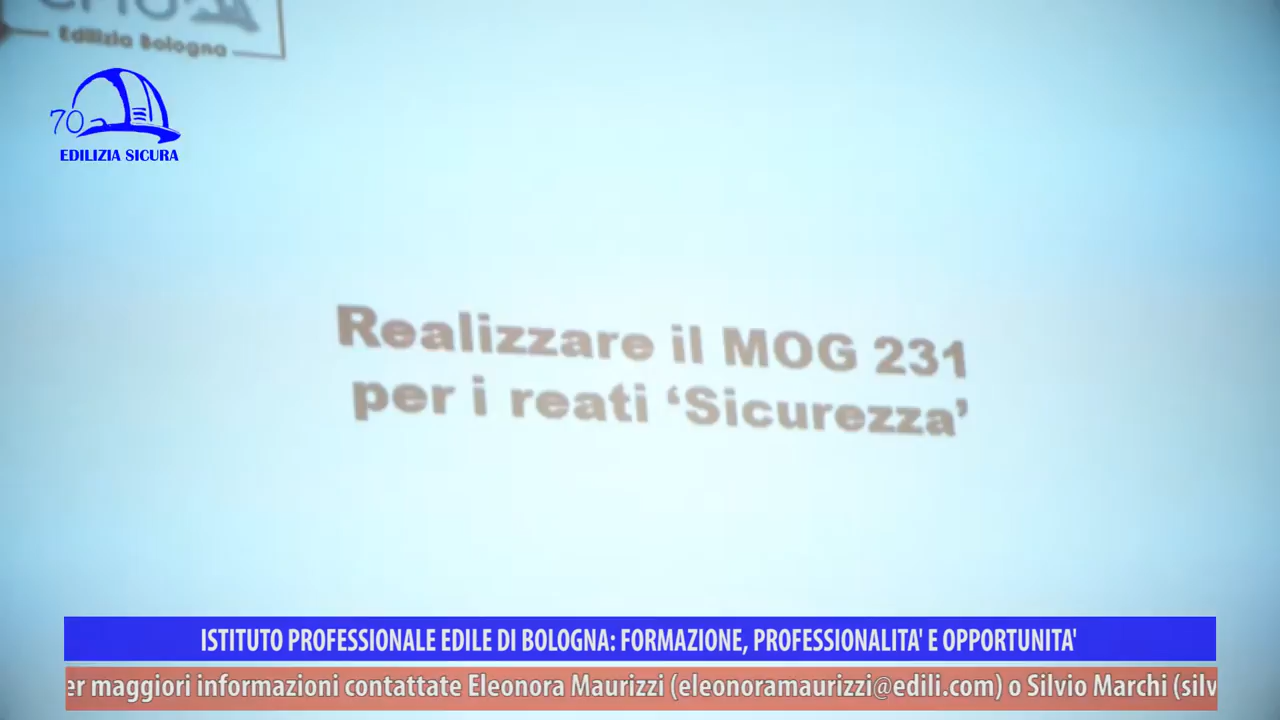 Edilizia Bologna
70
EDILIZIA SICURA
Realizzare il MOG 231
per i reati ‘Sicurezza’
ISTITUTO PROFESSIONALE EDILE DI BOLOGNA: FORMAZIONE, PROFESSIONALITA' E OPPORTUNITA'
er maggiori informazioni contattate Eleonora Maurizzi (eleonoramaurizzi@edili.com) o Silvio Marchi (silv